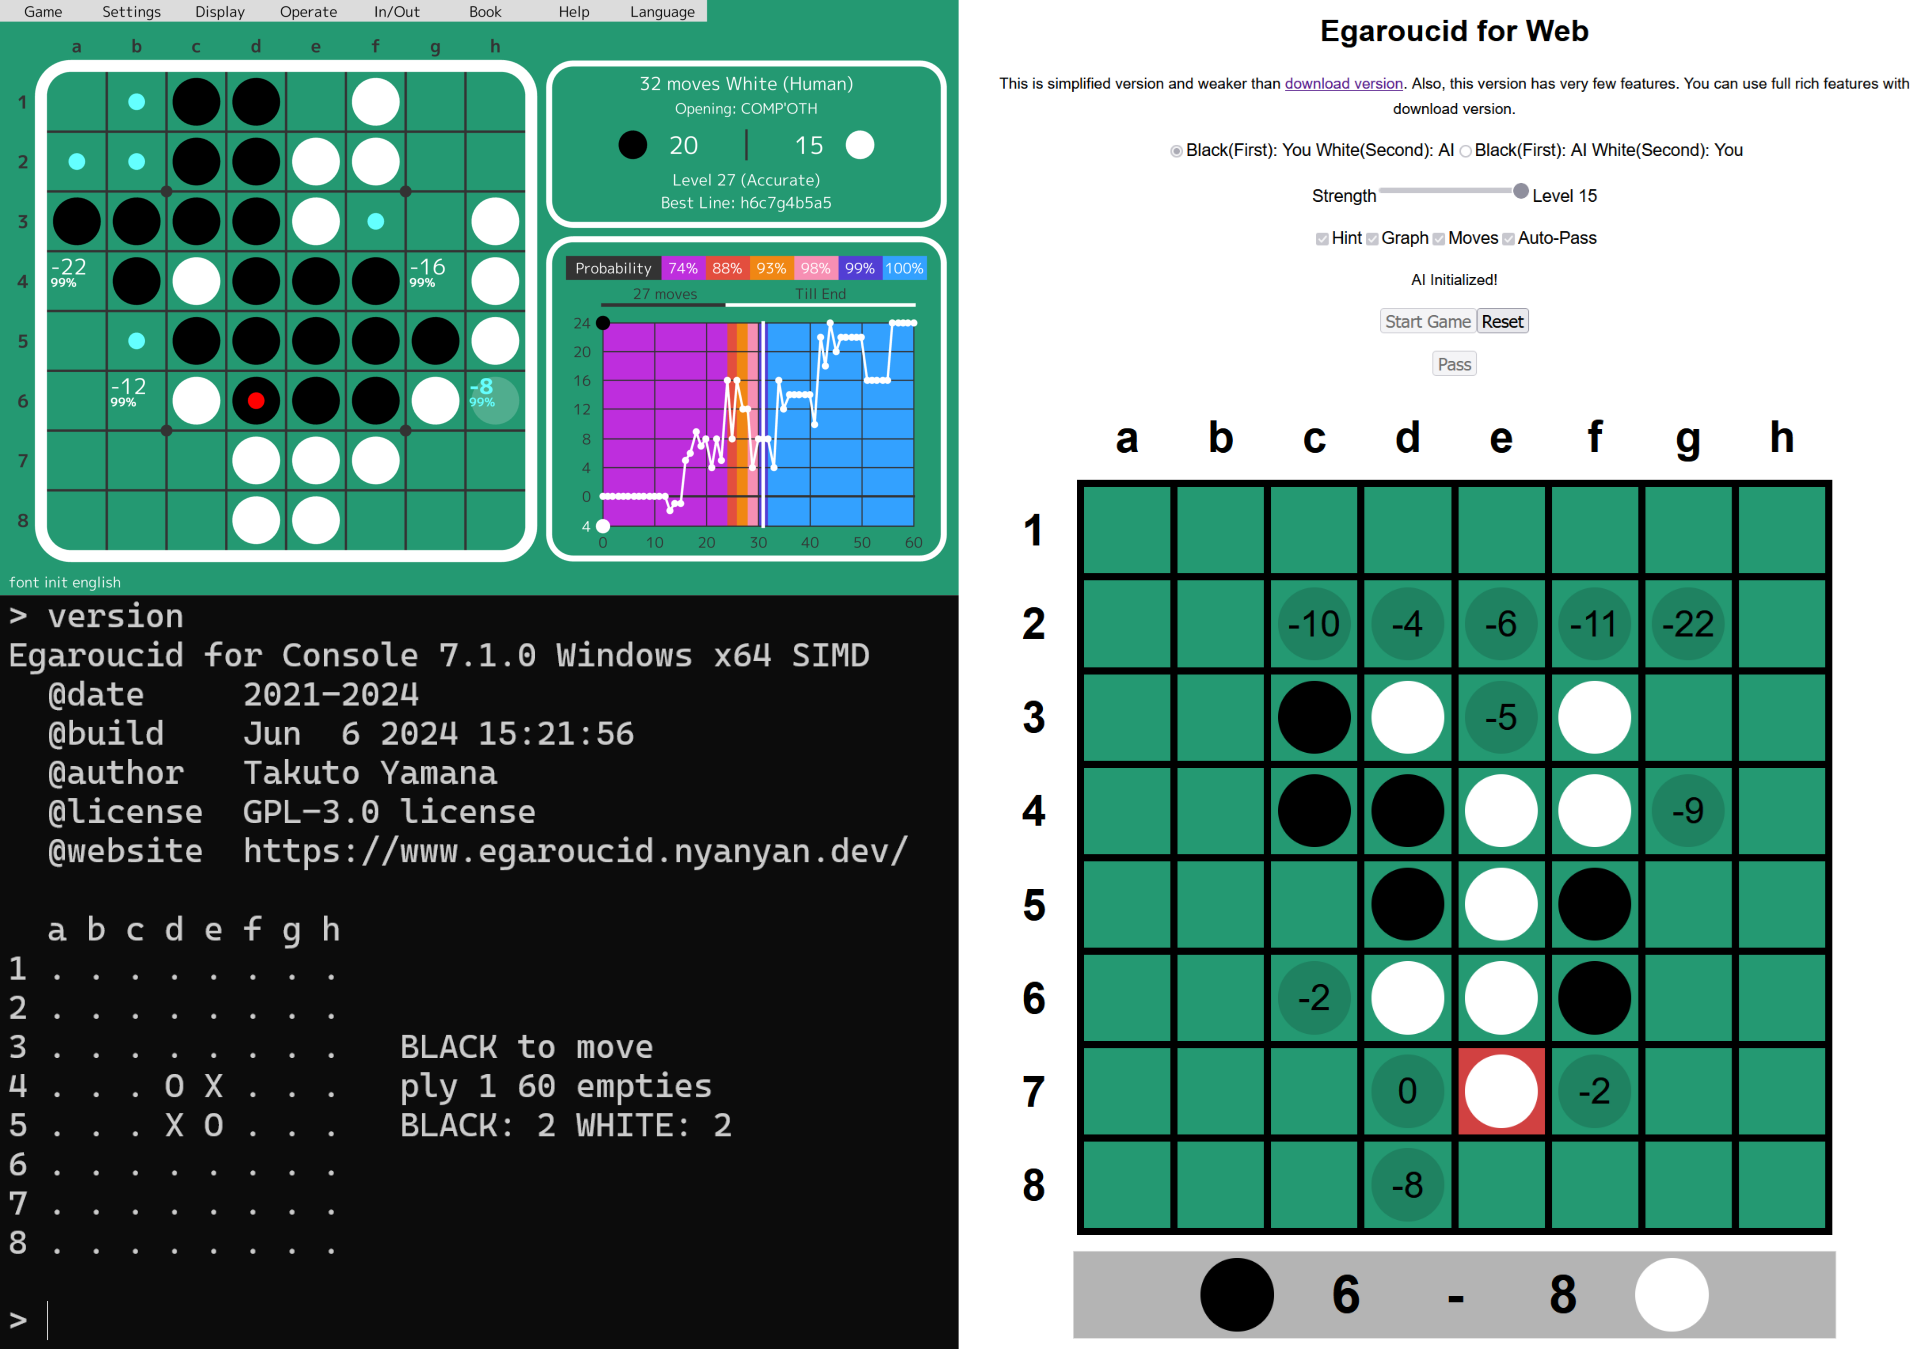 Game Settings Display Operate In/Out Book Help Language
a b c d e f g h
1
2
3
4 -22 99% -16 99%
5
6 -12 99% -8 99%
7
8
32 moves White (Human)
Opening: COMP'OTH
20 15
Level 27 (Accurate)
Best Line: h6c7g4b5a5
Probability 74% 88% 93% 98% 99% 100%
27 moves Till End
24
20
16
12
8
4
0
4
0 10 20 30 40 50 60
font init english
> version
Egaroucid for Console 7.1.0 Windows x64 SIMD
@date 2021-2024
@build Jun 6 2024 15:21:56
@author Takuto Yamana
@license GPL-3.0 license
@website https://www.egaroucid.nyanyan.dev/
a b c d e f g h
1 . . . . . . . .
2 . . . . . . . .
3 . . . . . . . . BLACK to move
4 . . . O X . . . ply 1 60 empties
5 . . . X O . . . BLACK: 2 WHITE: 2
6 . . . . . . . .
7 . . . . . . . .
8 . . . . . . . .
>
Egaroucid for Web
This is simplified version and weaker than download version. Also, this version has very few features. You can use full rich features with
download version.
Black(First): You White(Second): AI Black(First): AI White(Second): You
Strength Level 15
Hint Graph Moves Auto-Pass
AI Initialized!
Start Game Reset
Pass
a b c d e f g h
1
2 -10 -4 -6 -11 -22
3 -5
4 -9
5
6 -2
7 0 -2
8 -8
6 - 8